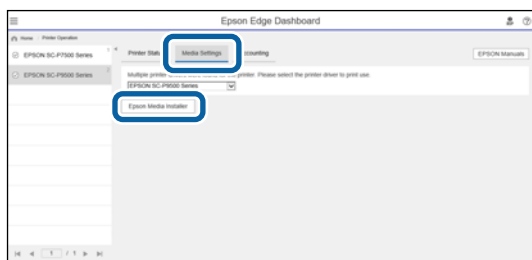 Epson Edge Dashboard
Home / Printer Operation
EPSON SC-P7500 Series
EPSON SC-P9500 Series
Printer Status
Media Settings
Accounting
EPSON Manuals
Multiple printer drivers were found for this printer. Please select the printer driver to print use.
EPSON SC-P9500 Series
Epson Media Installer
1 / 1